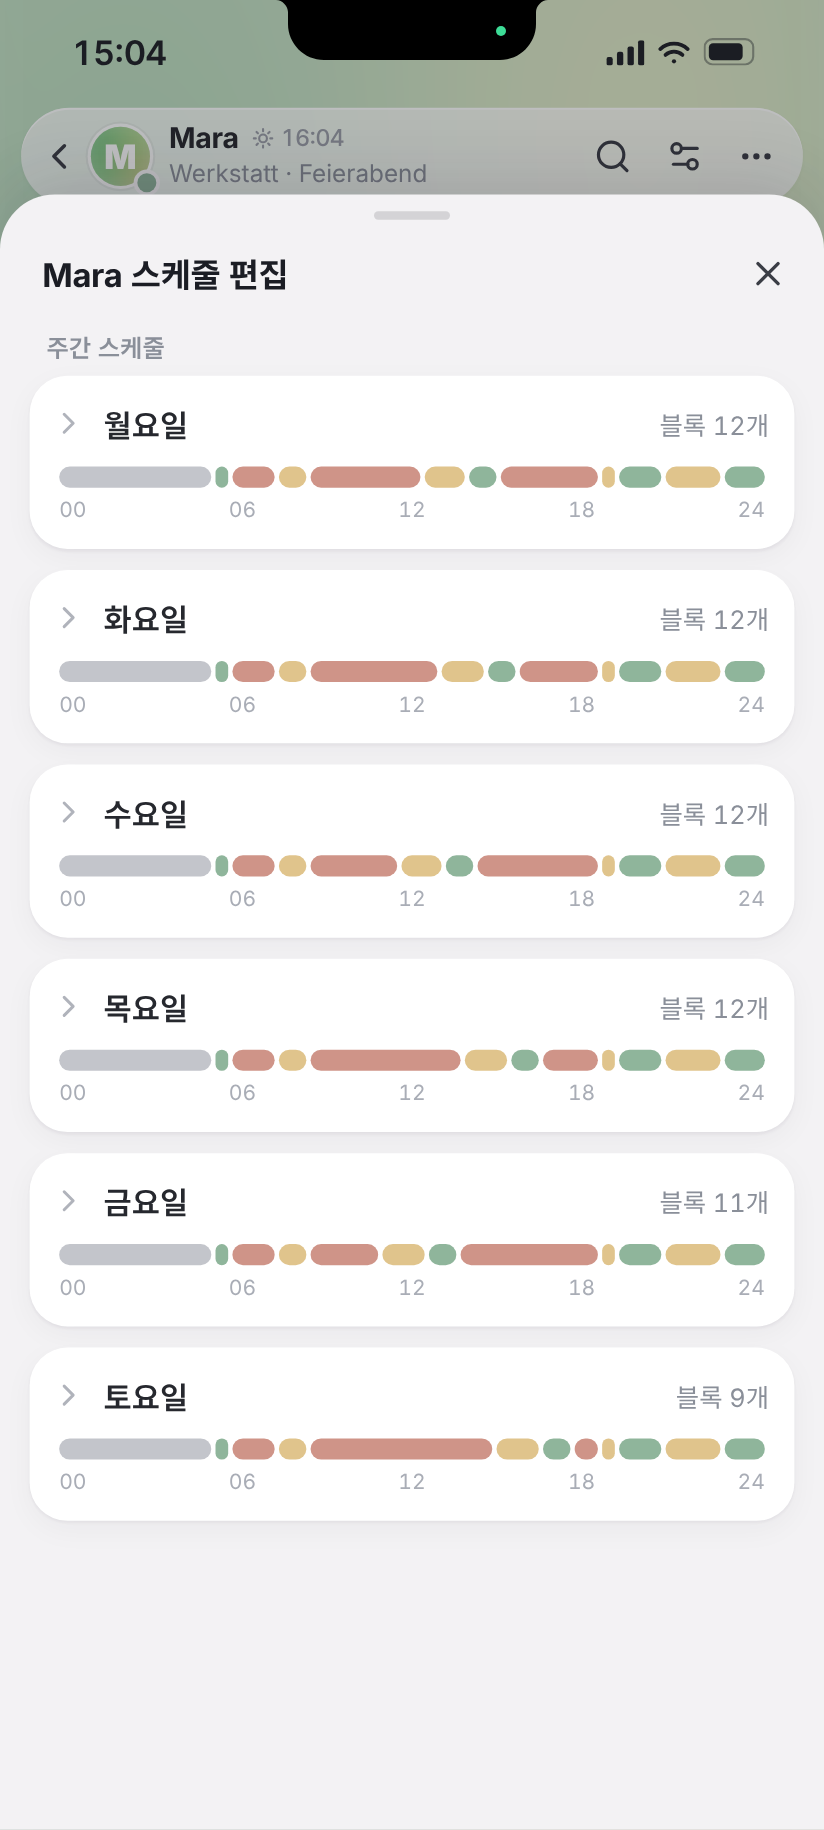 15:04
M
Mara 16:04
Werkstatt · Feierabend
Mara 스케줄 편집
주간 스케줄
월요일 블록 12개
00 06 12 18 24
화요일 블록 12개
00 06 12 18 24
수요일 블록 12개
00 06 12 18 24
목요일 블록 12개
00 06 12 18 24
금요일 블록 11개
00 06 12 18 24
토요일 블록 9개
00 06 12 18 24